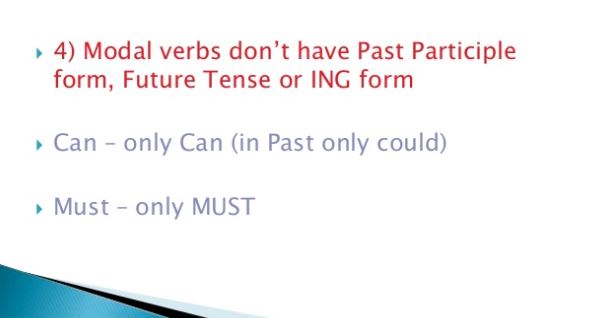 4) Modal verbs don’t have Past Participle
form, Future Tense or ING form
Can – only Can (in Past only could)
Must – only MUST